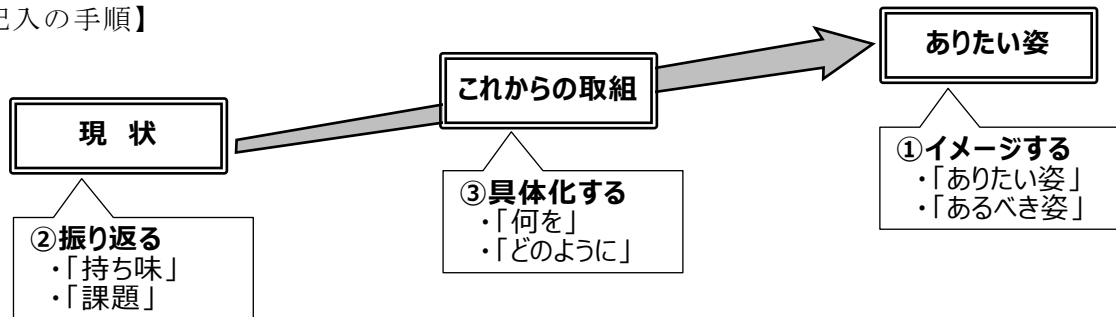 記入の手順】
ありたい姿
これからの取組
現 状
①イメージする
・「ありたい姿」
・「あるべき姿」
③具体化する
・「何を」
・「どのように」
②振り返る
・「持ち味」
・「課題」